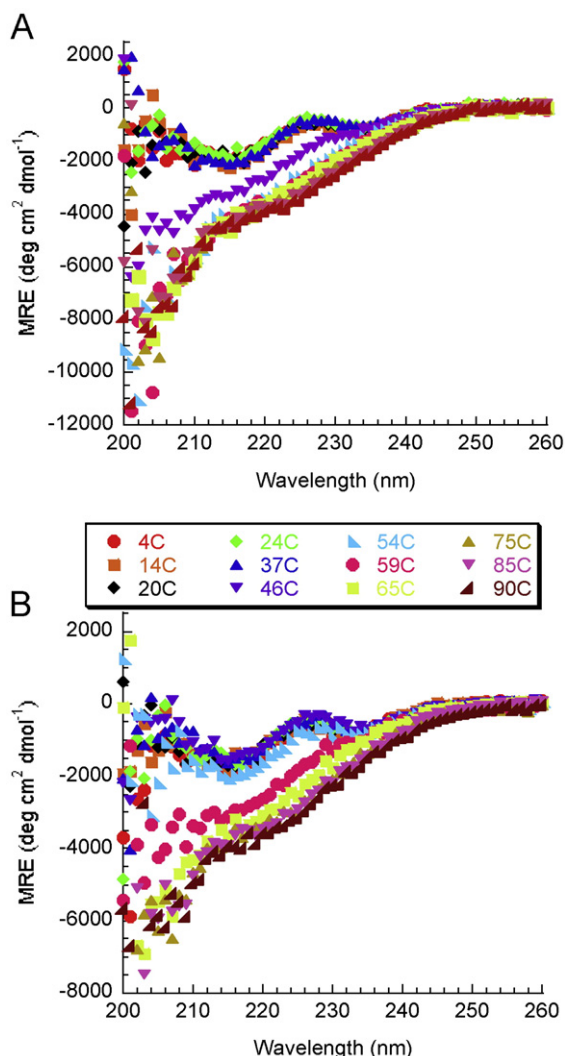 A
2000
0
-2000
-4000
-6000
-8000
-10000
-12000
MRE (deg cm² dmol⁻¹)
200 210 220 230 240 250 260
Wavelength (nm)
4C 24C 54C 75C
14C 37C 59C 85C
20C 46C 65C 90C
B
2000
0
-2000
-4000
-6000
-8000
MRE (deg cm² dmol⁻¹)
200 210 220 230 240 250 260
Wavelength (nm)